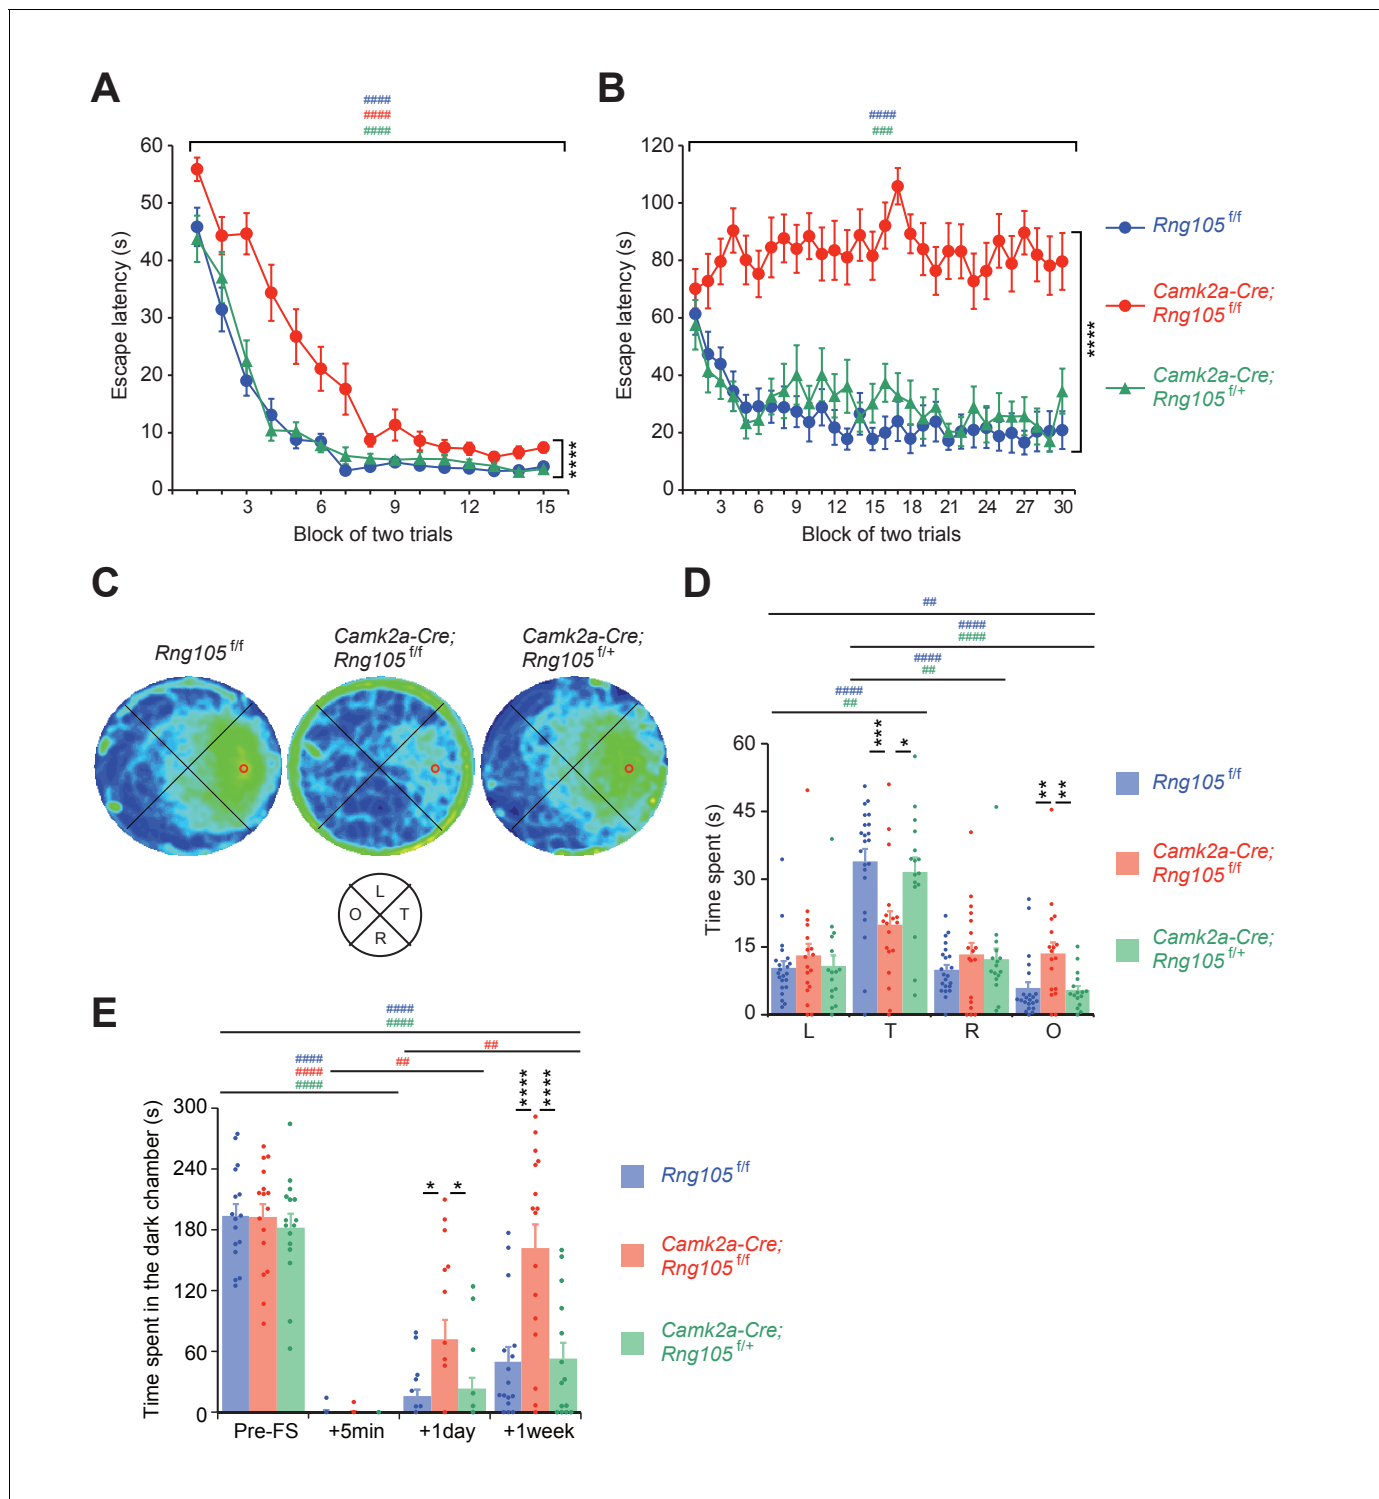 A
####
####
####
60
50
40
30
20
10
0
Escape latency (s)
3
6
9
12
15
Block of two trials
****
B
####
###
120
100
80
60
40
20
0
Escape latency (s)
3
6
9
12
15
18
21
24
27
30
Block of two trials
****
Rng105 f/f
Camk2a-Cre;
Rng105 f/f
Camk2a-Cre;
Rng105 f/+
C
Rng105 f/f
Camk2a-Cre;
Rng105 f/f
Camk2a-Cre;
Rng105 f/+
L
O
T
R
D
##
####
####
####
##
####
##
***
*
**
**
60
45
30
15
0
Time spent (s)
L
T
R
O
Rng105 f/f
Camk2a-Cre;
Rng105 f/f
Camk2a-Cre;
Rng105 f/+
E
####
####
##
##
####
####
####
****
****
*
*
300
240
180
120
60
0
Time spent in the dark chamber (s)
Pre-FS
+5min
+1day
+1week
Rng105 f/f
Camk2a-Cre;
Rng105 f/f
Camk2a-Cre;
Rng105 f/+